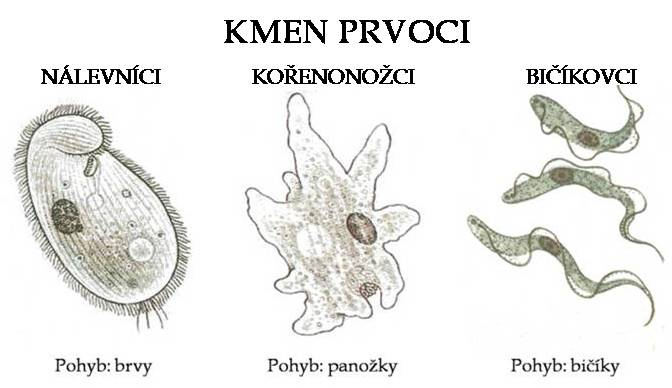 KMEN PRVOCI
NÁLEVNÍCI
KOŘENONOŽCI
BIČÍKOVCI
Pohyb: brvy
Pohyb: panožky
Pohyb: bičíky